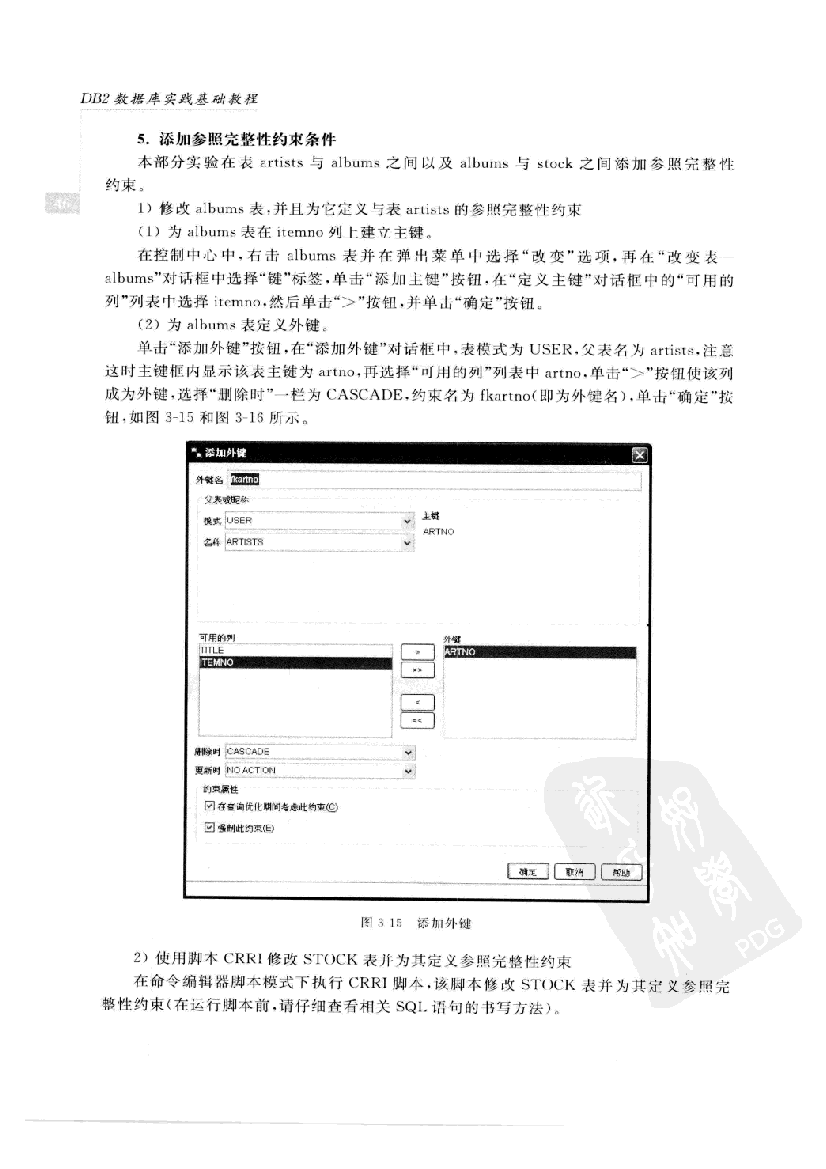 DB2 数据库实践基础教程
46
5. 添加参照完整性约束条件
本部分实验在表 artists 与 albums 之间以及 albums 与 stock 之间添加参照完整性
约束。
1) 修改 albums 表,并且为它定义与表 artists 的参照完整性约束
(1) 为 albums 表在 itemno 列上建立主键。
在控制中心中,右击 albums 表并在弹出菜单中选择“改变”选项,再在“改变表—
albums”对话框中选择“键”标签,单击“添加主键”按钮,在“定义主键”对话框中的“可用的
列”列表中选择 itemno,然后单击“>”按钮,并单击“确定”按钮。
(2) 为 albums 表定义外键。
单击“添加外键”按钮,在“添加外键”对话框中,表模式为 USER,父表名为 artists,注意
这时主键框内显示该表主键为 artno,再选择“可用的列”列表中 artno,单击“>”按钮使该列
成为外键,选择“删除时”一栏为 CASCADE,约束名为 fkartno(即为外键名),单击“确定”按
钮,如图 3-15 和图 3-16 所示。
添加外键
外键名 fkartno
父表或昵称
模式 USER
主键
ARTNO
名称 ARTISTS
可用的列
外键
TITLE
ITEMNO
ARTNO
>
>>
<
<<
删除时 CASCADE
更新时 NO ACTION
约束属性
在查询优化期间考虑此约束(C)
强制此约束(E)
确定 取消 帮助
图 3-15 添加外键
2) 使用脚本 CRRI 修改 STOCK 表并为其定义参照完整性约束
在命令编辑器脚本模式下执行 CRRI 脚本,该脚本修改 STOCK 表并为其定义参照完
整性约束(在运行脚本前,请仔细查看相关 SQL 语句的书写方法)。
PDG